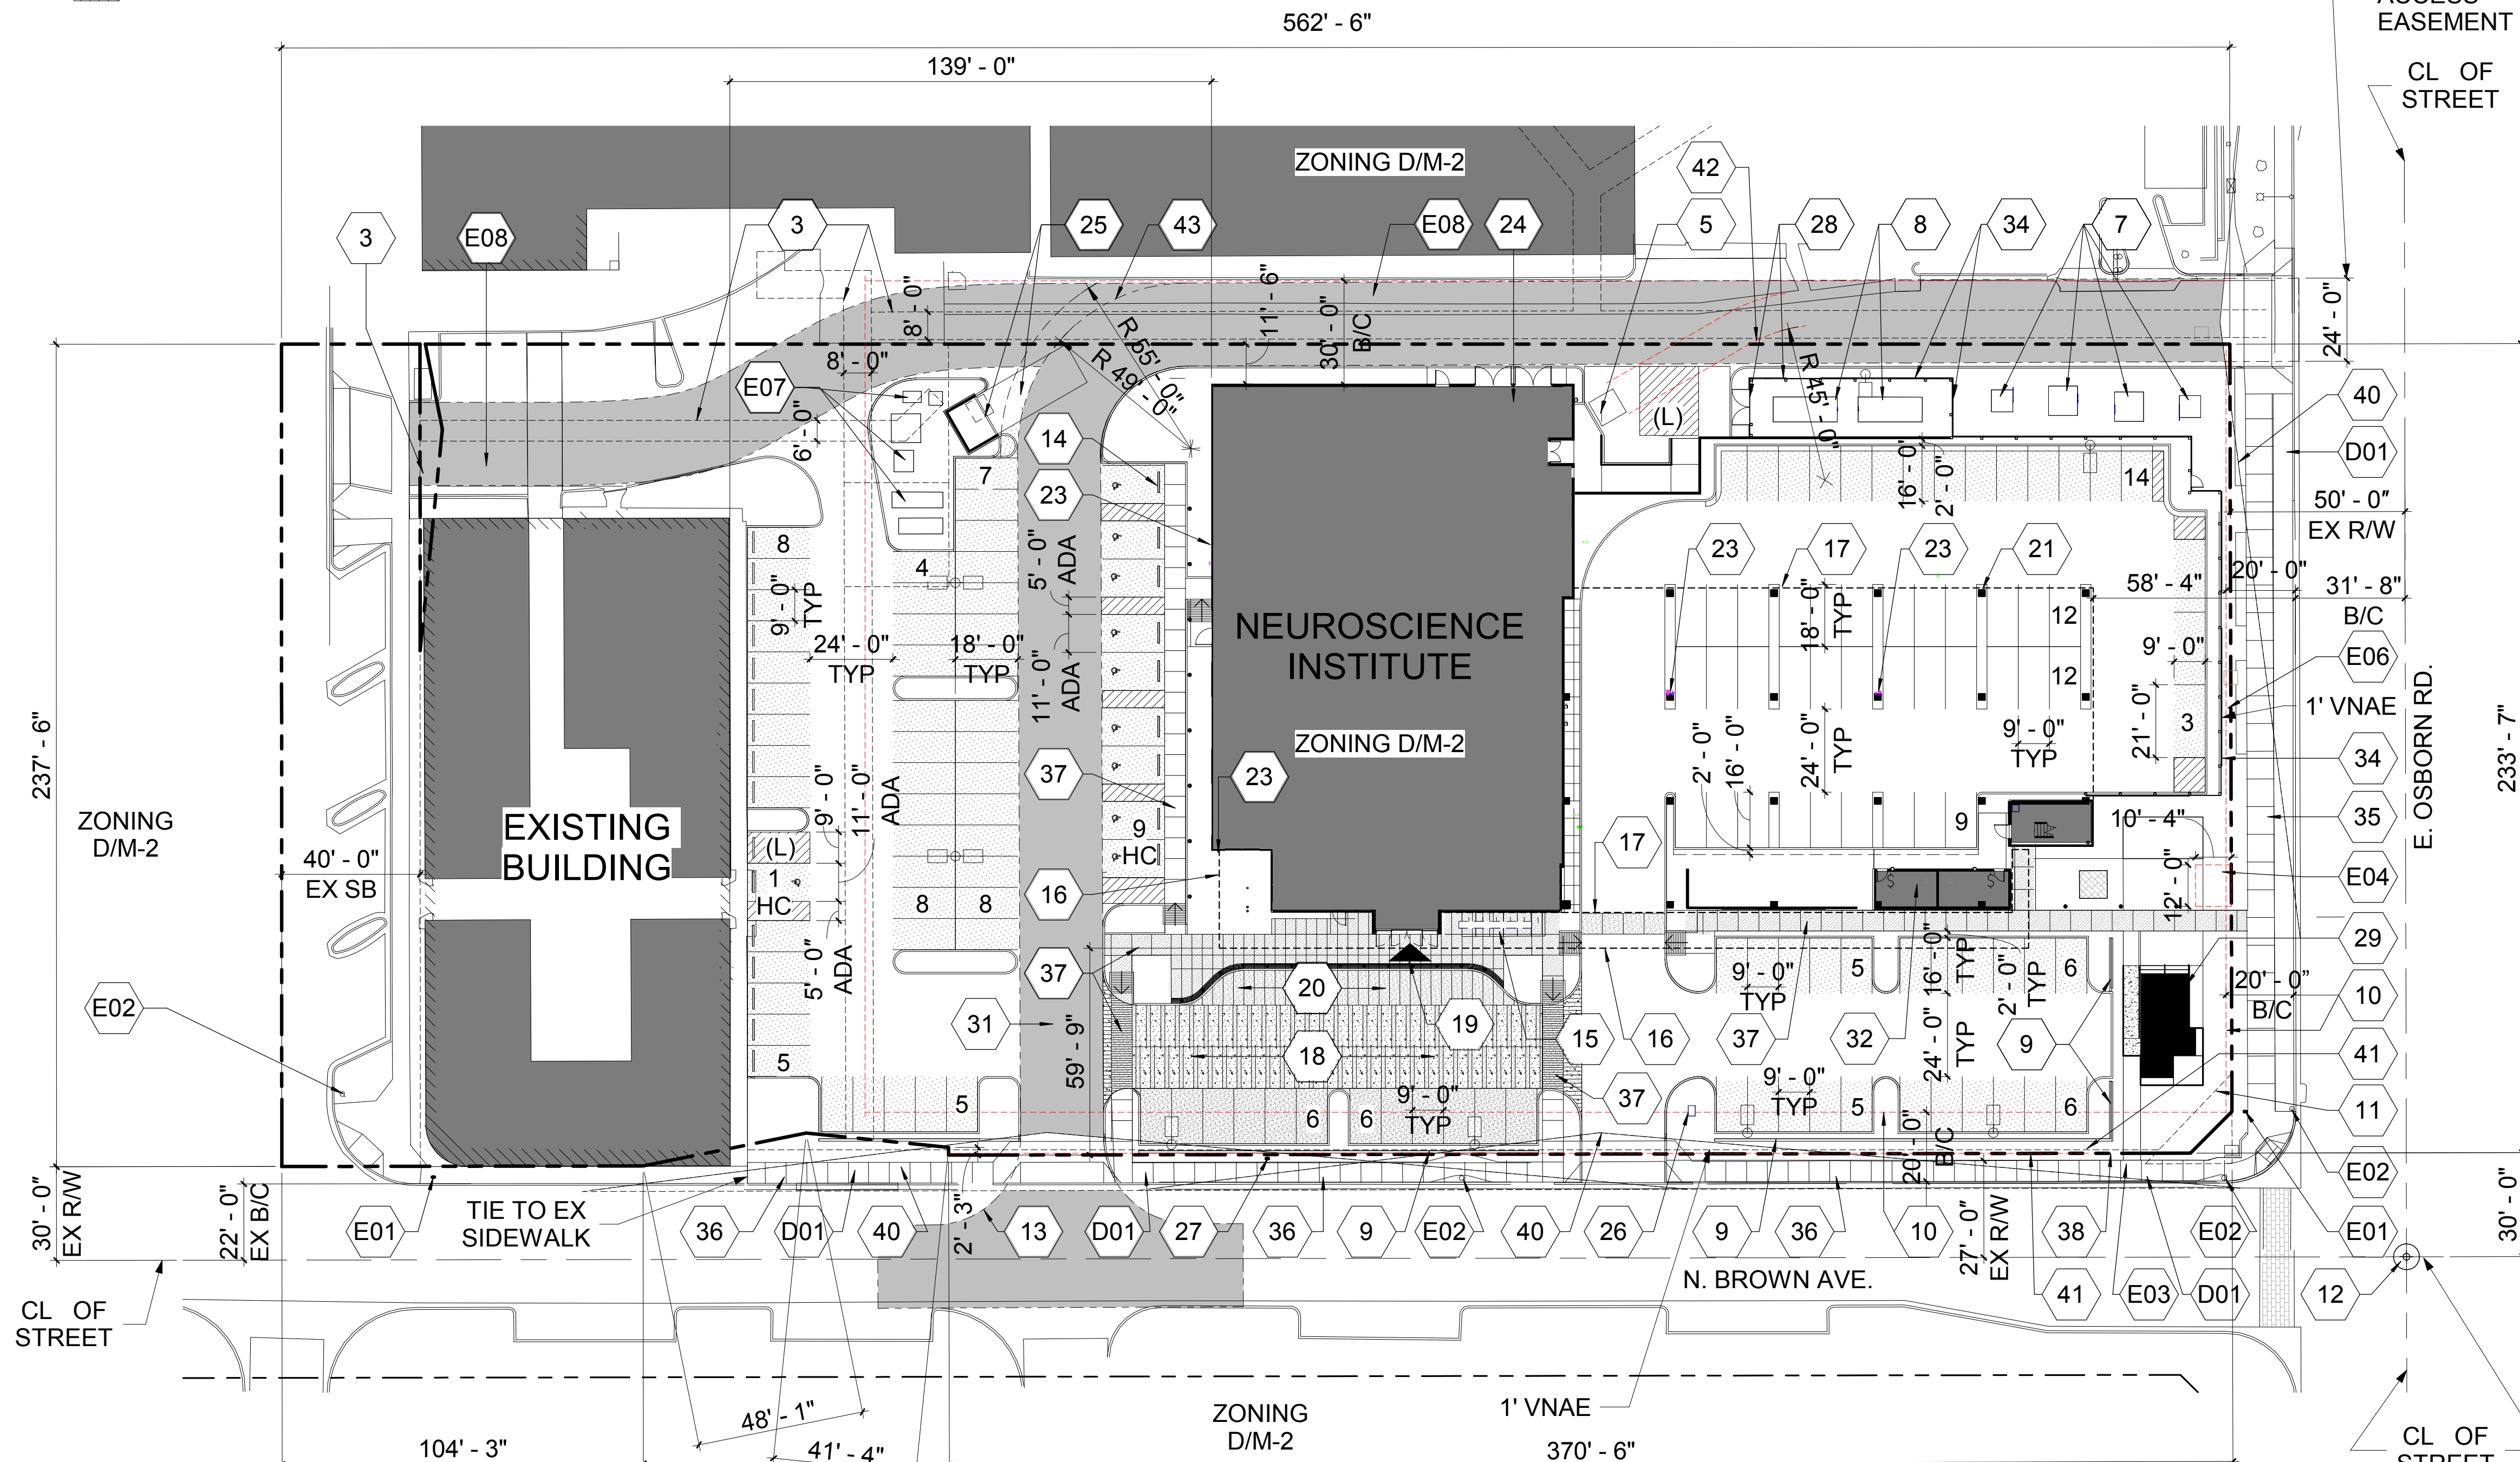 562' - 6"
ACCESS
EASEMENT
139' - 0"
CL OF
STREET
ZONING D/M-2
42
3
E08
3
25
43
E08
24
5
28
8
34
7
11' - 6"
30' - 0"
B/C
8' - 0"
R 55' - 0"
R 49' - 0"
R 45' - 0"
24' - 0"
8' - 0"
E07
6' - 0"
40
(L)
14
D01
7
16' - 0"
2' - 0"
14
23
50' - 0"
EX R/W
8
4
5' - 0"
ADA
23
17
23
21
9' - 0"
TYP
58' - 4"
20' - 0"
31' - 8"
B/C
NEUROSCIENCE
INSTITUTE
18' - 0"
TYP
12
24' - 0"
TYP
18' - 0"
TYP
9' - 0"
E06
12
11' - 0"
ADA
1' VNAE
E. OSBORN RD.
237' - 6"
233' - 7"
ZONING D/M-2
37
23
2' - 0"
16' - 0"
24' - 0"
TYP
9' - 0"
TYP
21' - 0"
3
34
ZONING
D/M-2
EXISTING
BUILDING
9' - 0"
11' - 0"
ADA
9
HC
17
9
10' - 4"
35
(L)
40' - 0"
EX SB
1
HC
16
12' - 0"
E04
8
8
5' - 0"
ADA
37
29
9' - 0"
TYP
5
16' - 0"
TYP
2' - 0"
TYP
6
20' - 0"
B/C
10
E02
31
20
19
15
16
37
32
24' - 0"
TYP
9
59' - 9"
18
41
5
37
11
5
6
6
9' - 0"
TYP
9' - 0"
TYP
5
6
20' - 0"
B/C
E02
30' - 0"
EX R/W
22' - 0"
EX B/C
E01
TIE TO EX
SIDEWALK
36
D01
40
2' - 3"
13
D01
27
36
9
E02
40
26
9
36
10
27' - 0"
EX R/W
38
E02
E01
30' - 0"
N. BROWN AVE.
41
E03
D01
12
CL OF
STREET
1' VNAE
48' - 1"
ZONING
D/M-2
104' - 3"
41' - 4"
370' - 6"
CL OF
STREET